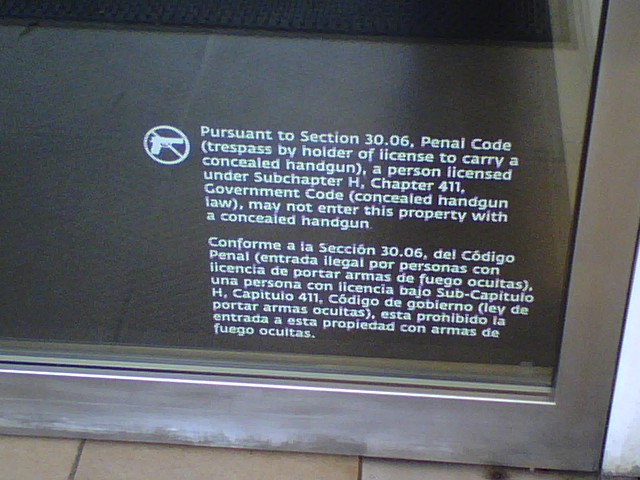 Pursuant to Section 30.06, Penal Code
(trespass by holder of license to carry a
concealed handgun), a person licensed
under Subchapter H, Chapter 411,
Government Code (concealed handgun
law), may not enter this property with
a concealed handgun.
Conforme a la Sección 30.06, del Código
Penal (entrada ilegal por personas con
licencia de portar armas de fuego ocultas),
una persona con licencia bajo Sub-Capitulo
H, Capitulo 411, Código de gobierno (ley de
portar armas ocultas), esta prohibido la
entrada a esta propiedad con armas de
fuego ocultas.